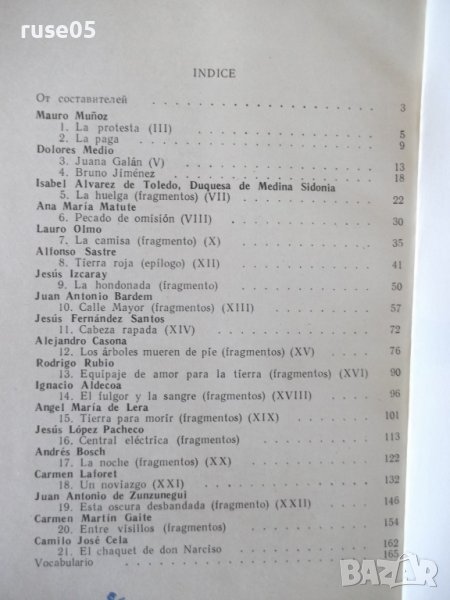 ruse05
INDICE
От составителей 3
Mauro Muñoz
1. La protesta (III) 5
2. La paga 9
Dolores Medio
3. Juana Galán (V) 13
4. Bruno Jiménez 18
Isabel Alvarez de Toledo, Duquesa de Medina Sidonia
5. La huelga (fragmentos) (VII) 22
Ana María Matute
6. Pecado de omisión (VIII) 30
Lauro Olmo
7. La camisa (fragmento) (X) 35
Alfonso Sastre
8. Tierra roja (epílogo) (XII) 41
Jesús Izcaray
9. La hondonada (fragmento) 50
Juan Antonio Bardem
10. Calle Mayor (fragmentos) (XIII) 57
Jesús Fernández Santos
11. Cabeza rapada (XIV) 72
Alejandro Casona
12. Los árboles mueren de píe (fragmentos) (XV) 76
Rodrigo Rubio
13. Equipaje de amor para la tierra (fragmentos) (XVI) 90
Ignacio Aldecoa
14. El fulgor y la sangre (fragmentos) (XVIII) 96
Angel María de Lera
15. Tierra para morir (fragmentos) (XIX) 101
Jesús López Pacheco
16. Central eléctrica (fragmentos) 113
Andrés Bosch
17. La noche (fragmentos) (XX) 122
Carmen Laforet
18. Un noviazgo (XXI) 132
Juan Antonio de Zunzunegui
19. Esta oscura desbandada (fragmento) (XXII) 146
Carmen Martín Gaite
20. Entre visillos (fragmentos) 154
Camilo José Cela
21. El chaquet de don Narciso 162
Vocabulario 165
BAZAR